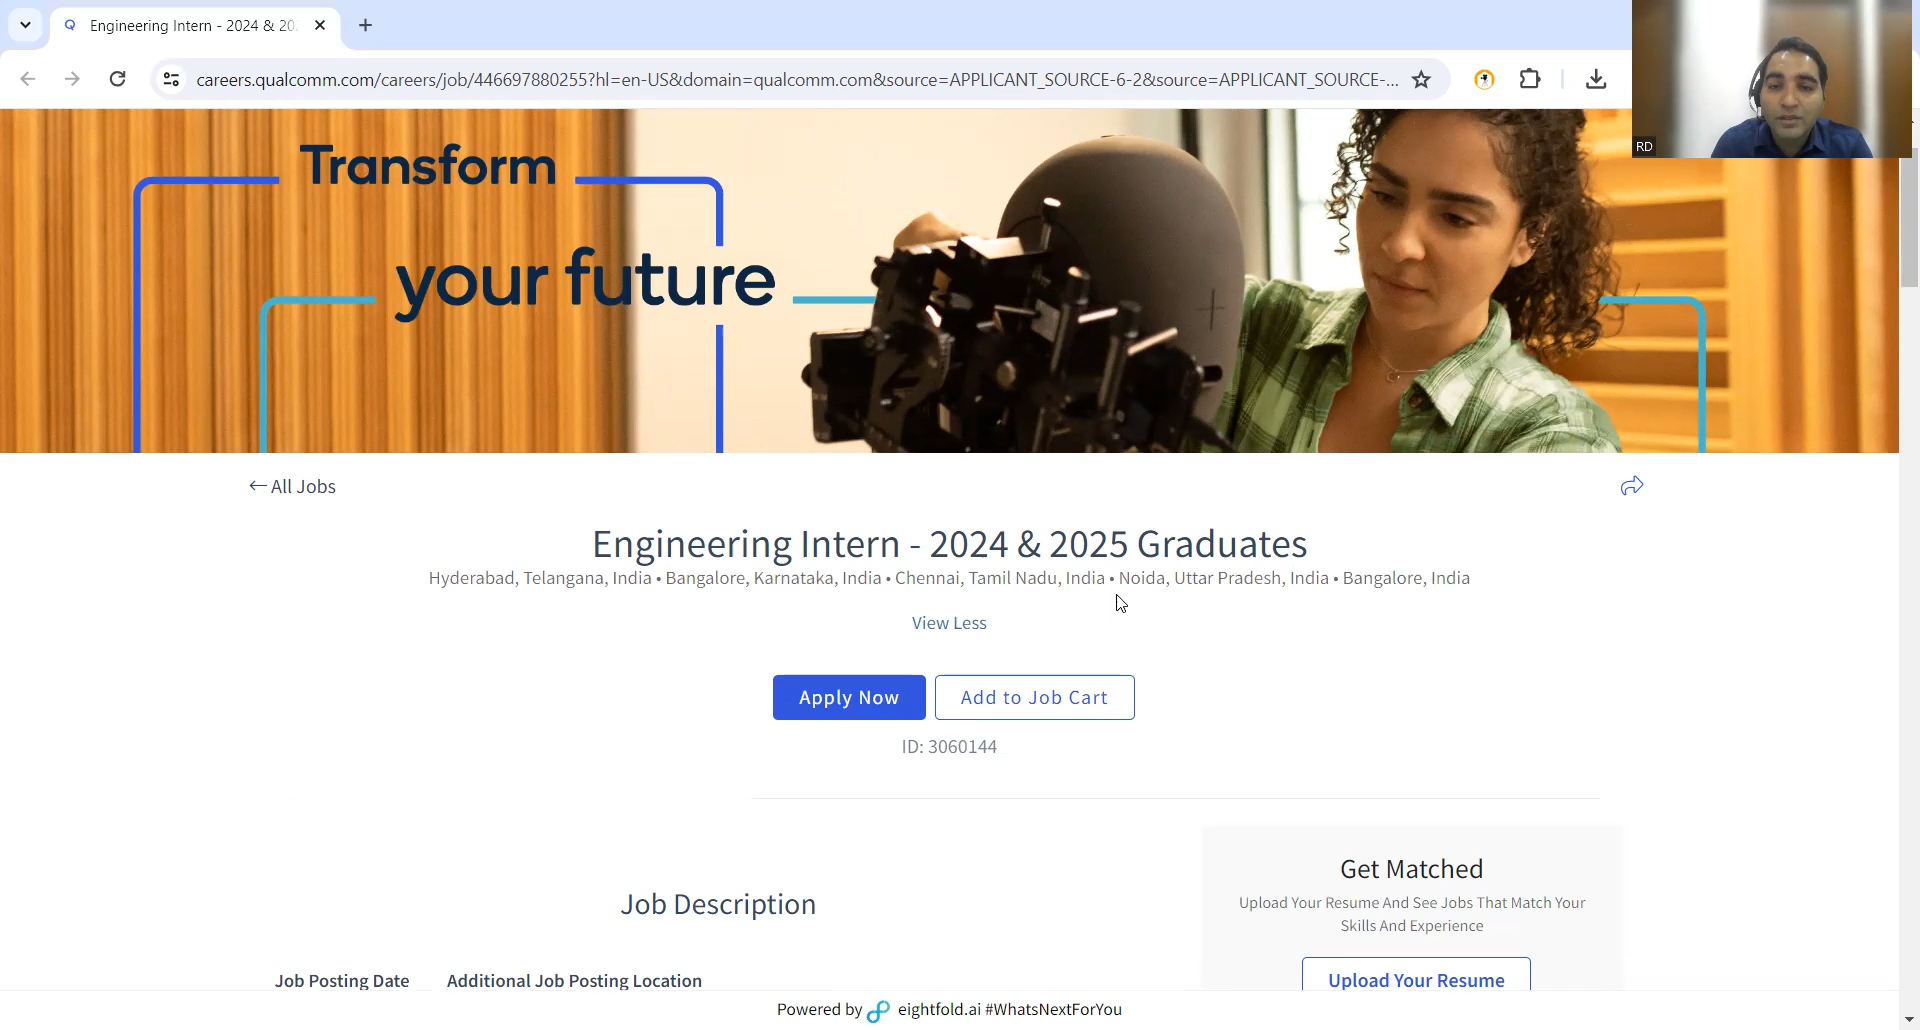 Engineering Intern - 2024 & 20
careers.qualcomm.com/careers/job/446697880255?hl=en-US&domain=qualcomm.com&source=APPLICANT_SOURCE-6-2&source=APPLICANT_SOURCE-...
RD
Transform
your future
← All Jobs
Engineering Intern - 2024 & 2025 Graduates
Hyderabad, Telangana, India • Bangalore, Karnataka, India • Chennai, Tamil Nadu, India • Noida, Uttar Pradesh, India • Bangalore, India
View Less
Apply Now
Add to Job Cart
ID: 3060144
Job Description
Job Posting Date
Additional Job Posting Location
Get Matched
Upload Your Resume And See Jobs That Match Your
Skills And Experience
Upload Your Resume
Powered by eightfold.ai #WhatsNextForYou